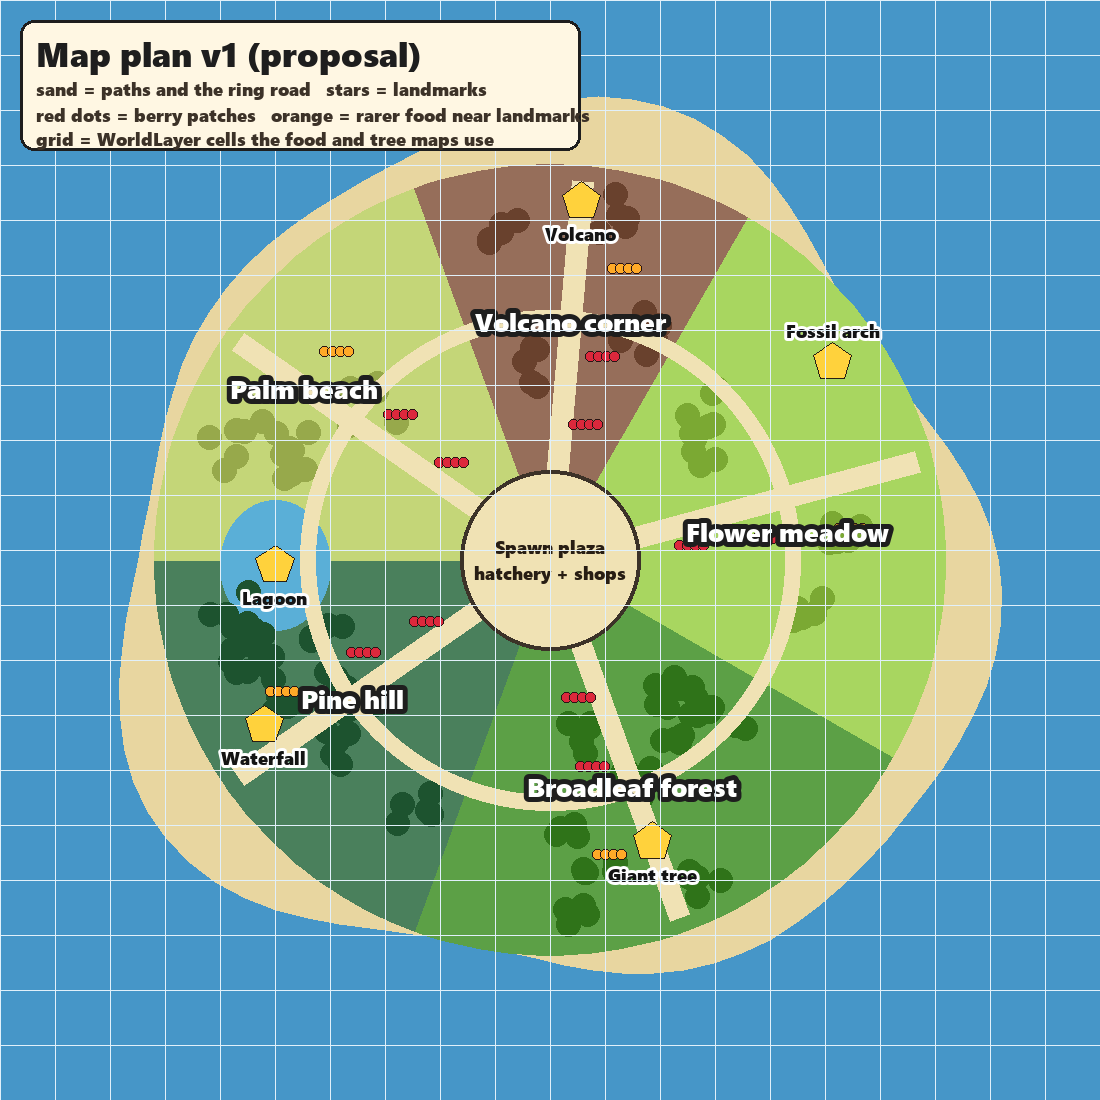 Map plan v1 (proposal)
sand = paths and the ring road   stars = landmarks
red dots = berry patches   orange = rarer food near landmarks
grid = WorldLayer cells the food and tree maps use
Volcano
Volcano corner
Fossil arch
Palm beach
Flower meadow
Spawn plaza
hatchery + shops
Lagoon
Pine hill
Waterfall
Broadleaf forest
Giant tree